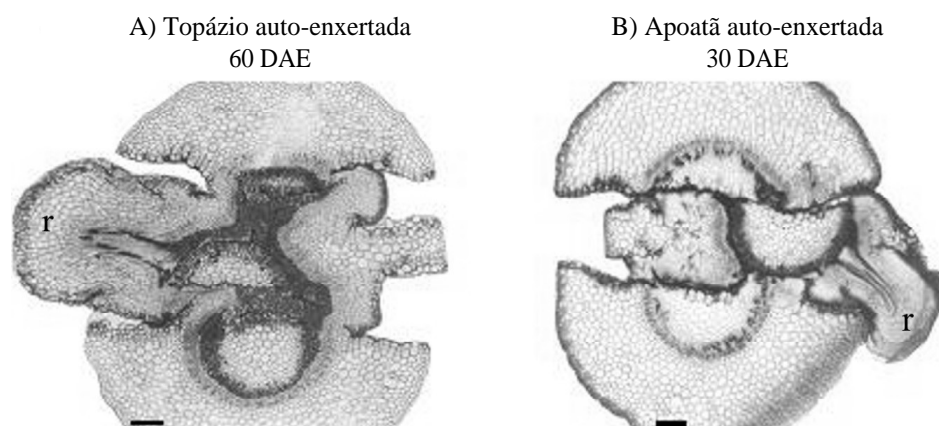 A) Topázio auto-enxertada
60 DAE
B) Apoatã auto-enxertada
30 DAE
r
r